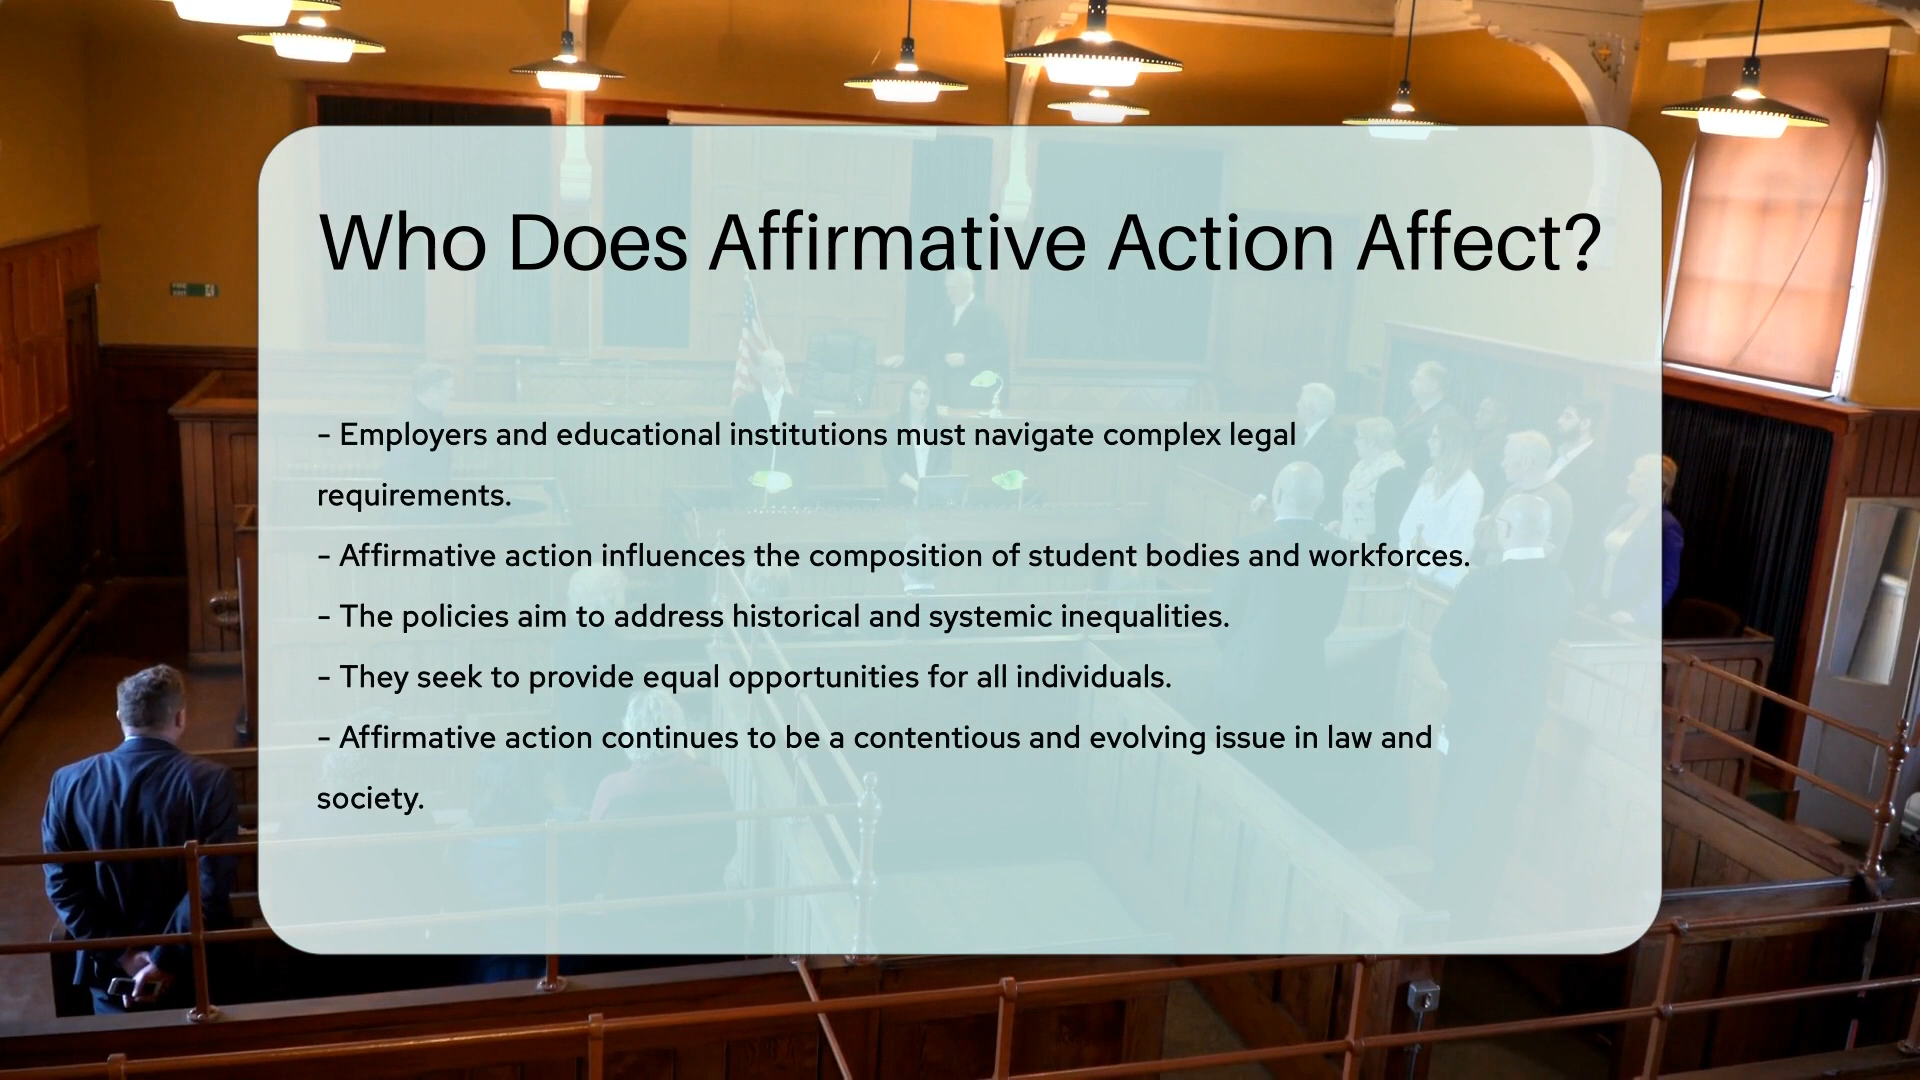 Who Does Affirmative Action Affect?
- Employers and educational institutions must navigate complex legal
requirements.
- Affirmative action influences the composition of student bodies and workforces.
- The policies aim to address historical and systemic inequalities.
- They seek to provide equal opportunities for all individuals.
- Affirmative action continues to be a contentious and evolving issue in law and
society.